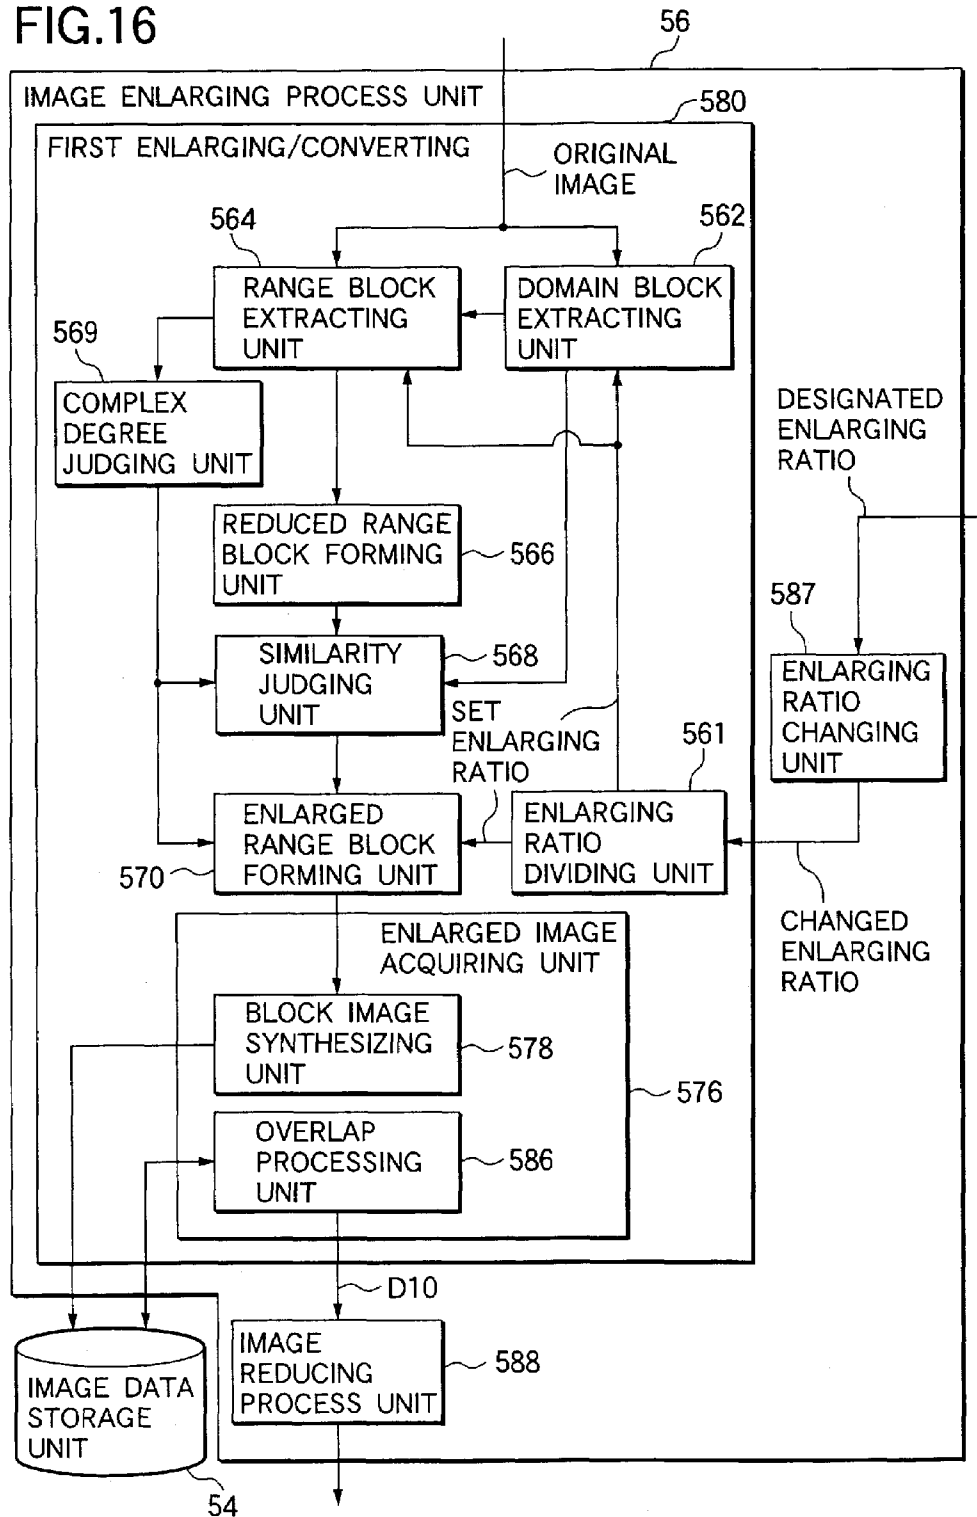 FIG.16
56
IMAGE ENLARGING PROCESS UNIT
580
FIRST ENLARGING/CONVERTING
ORIGINAL
IMAGE
564
562
RANGE BLOCK
EXTRACTING
UNIT
DOMAIN BLOCK
EXTRACTING
UNIT
569
COMPLEX
DEGREE
JUDGING UNIT
DESIGNATED
ENLARGING
RATIO
REDUCED RANGE
BLOCK FORMING
UNIT
566
587
SIMILARITY
JUDGING
UNIT
568
ENLARGING
RATIO
CHANGING
UNIT
SET
ENLARGING
RATIO
561
ENLARGED
RANGE BLOCK
FORMING UNIT
570
ENLARGING
RATIO
DIVIDING UNIT
CHANGED
ENLARGING
RATIO
ENLARGED IMAGE
ACQUIRING UNIT
BLOCK IMAGE
SYNTHESIZING
UNIT
578
576
OVERLAP
PROCESSING
UNIT
586
D10
IMAGE
REDUCING
PROCESS UNIT
588
IMAGE DATA
STORAGE
UNIT
54